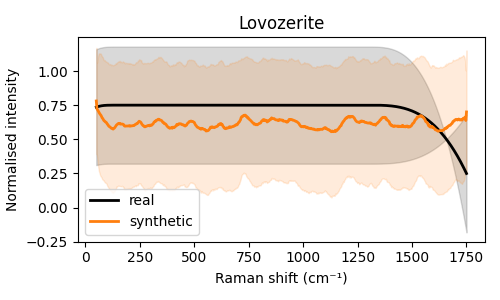 Lovozerite
Normalised intensity
1.00
0.75
0.50
0.25
0.00
−0.25
real
synthetic
0 250 500 750 1000 1250 1500 1750
Raman shift (cm⁻¹)